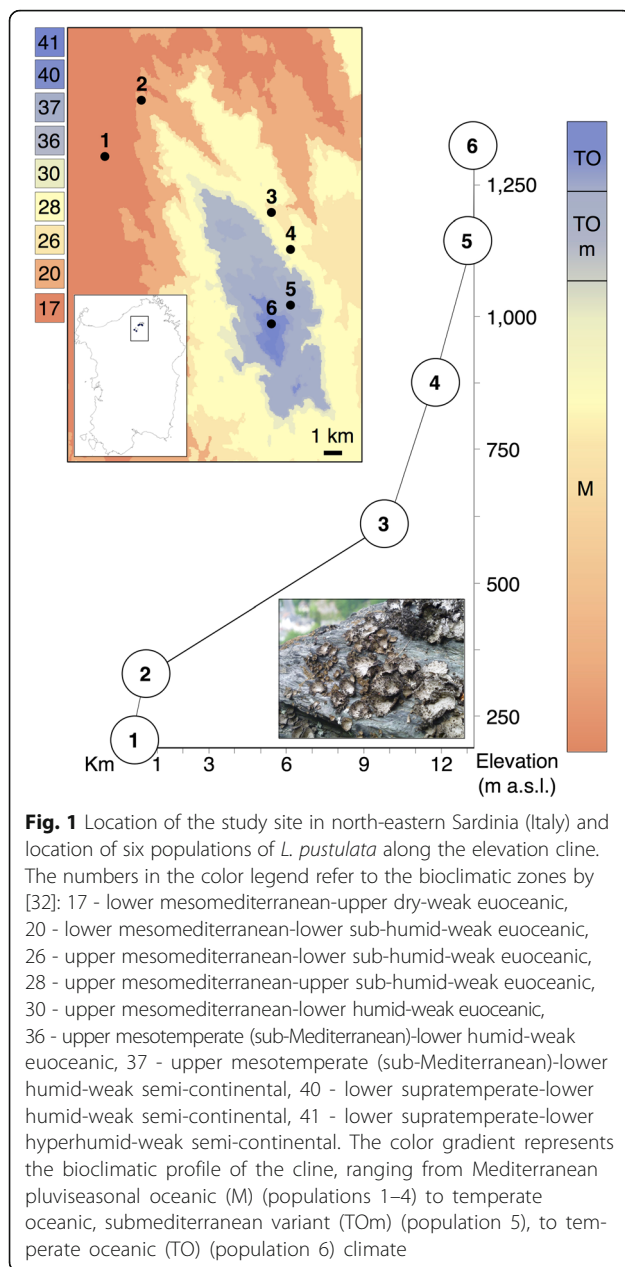 41
40
37
36
30
28
26
20
17
1
2
3
4
5
6
1 km
6
5
4
3
2
1
1,250
1,000
750
500
250
TO
TO
m
M
Km 1 3 6 9 12 Elevation
(m a.s.l.)
Fig. 1 Location of the study site in north-eastern Sardinia (Italy) and
location of six populations of L. pustulata along the elevation cline.
The numbers in the color legend refer to the bioclimatic zones by
[32]: 17 - lower mesomediterranean-upper dry-weak euoceanic,
20 - lower mesomediterranean-lower sub-humid-weak euoceanic,
26 - upper mesomediterranean-lower sub-humid-weak euoceanic,
28 - upper mesomediterranean-upper sub-humid-weak euoceanic,
30 - upper mesomediterranean-lower humid-weak euoceanic,
36 - upper mesotemperate (sub-Mediterranean)-lower humid-weak
euoceanic, 37 - upper mesotemperate (sub-Mediterranean)-lower
humid-weak semi-continental, 40 - lower supratemperate-lower
humid-weak semi-continental, 41 - lower supratemperate-lower
hyperhumid-weak semi-continental. The color gradient represents
the bioclimatic profile of the cline, ranging from Mediterranean
pluviseasonal oceanic (M) (populations 1–4) to temperate
oceanic, submediterranean variant (TOm) (population 5), to tem-
perate oceanic (TO) (population 6) climate